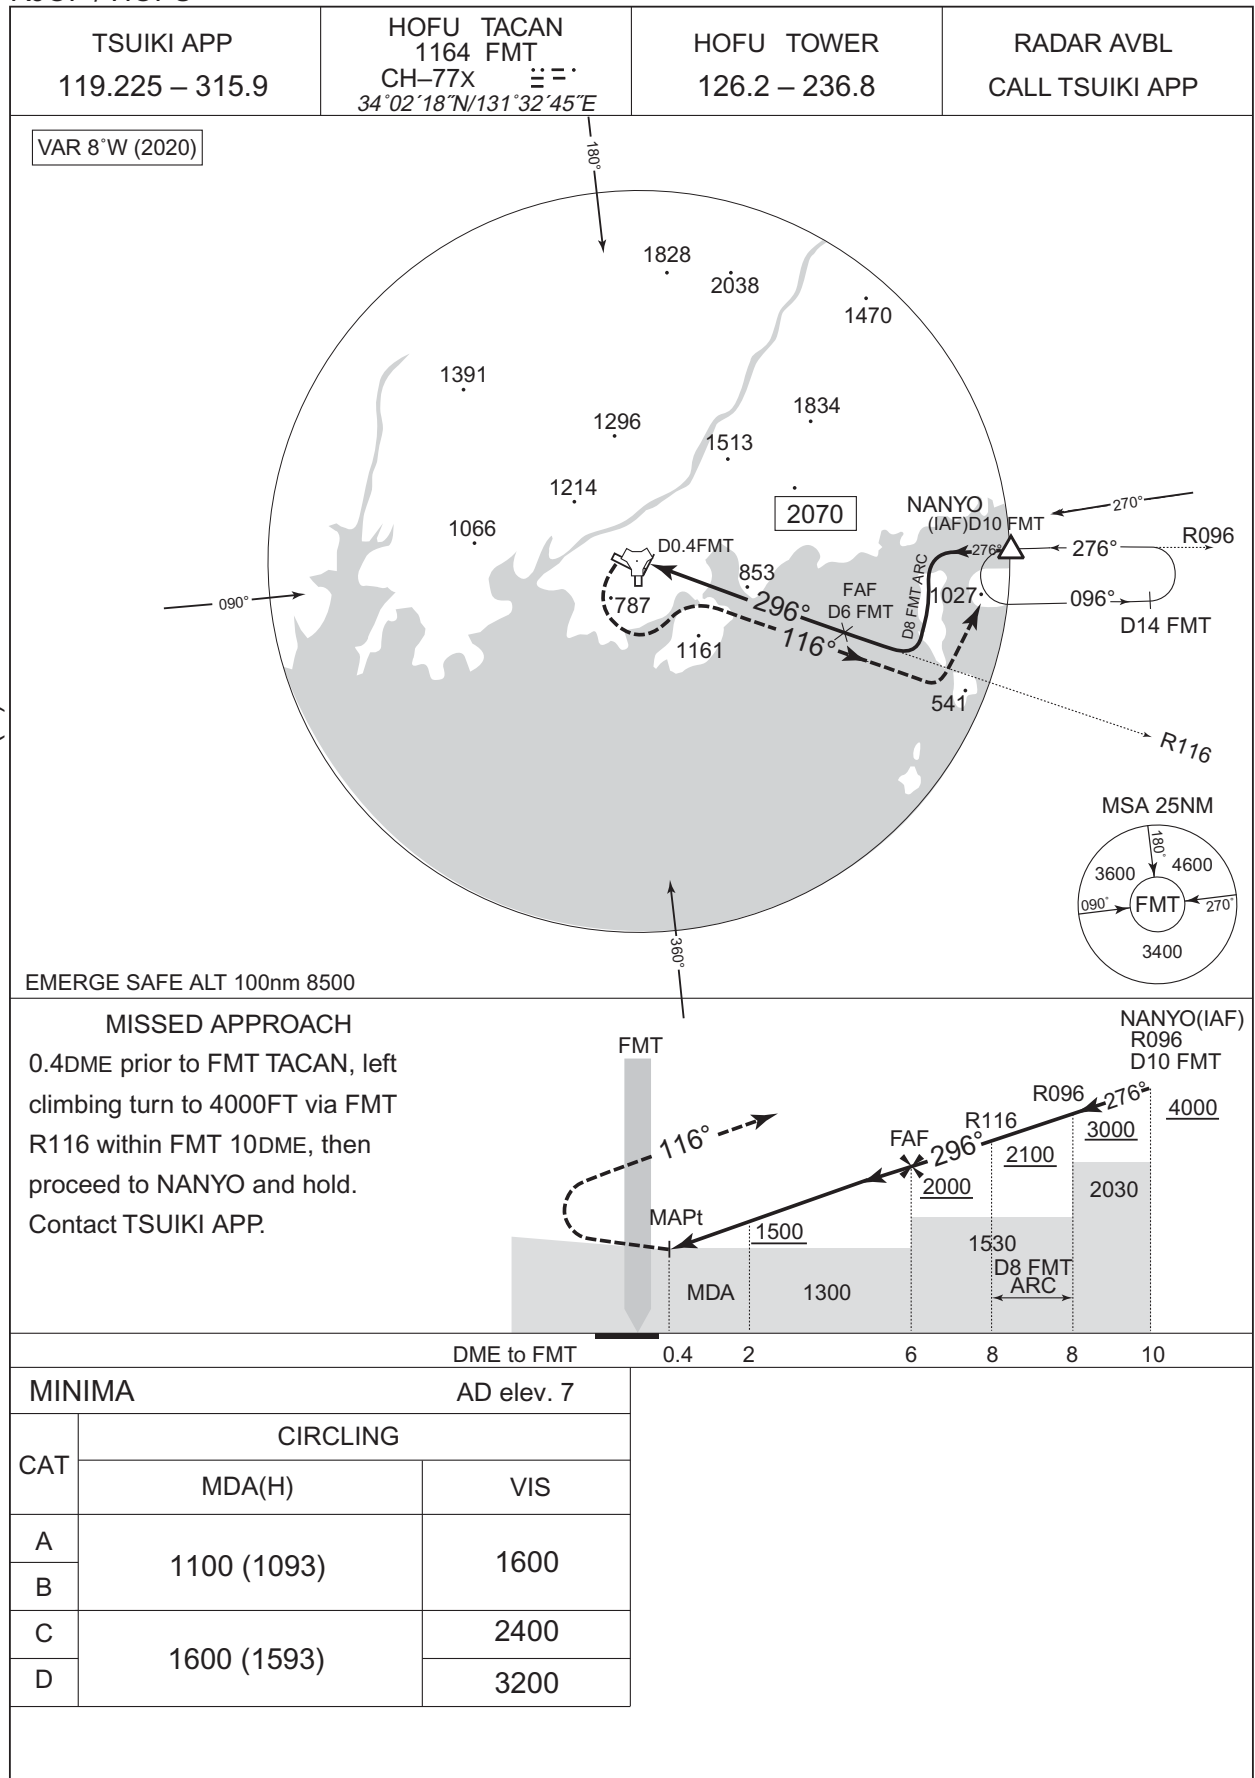 TSUIKI APP
119.225 – 315.9
HOFU TACAN
1164 FMT
CH–77X
34°02´18˝N/131°32´45˝E
HOFU TOWER
126.2 – 236.8
RADAR AVBL
CALL TSUIKI APP
VAR 8°W (2020)
180°
1828
2038
1470
1391
1296
1834
1513
1214
1066
2070
NANYO
(IAF)D10 FMT
270°
R096
276°
276°
D0.4FMT
853
FAF
D6 FMT
D8 FMT ARC
1027
096°
D14 FMT
090°
787
296°
116°
1161
541
R116
MSA 25NM
180°
3600
4600
090°
FMT
270°
3400
360°
EMERGE SAFE ALT 100nm 8500
MISSED APPROACH
0.4DME prior to FMT TACAN, left
climbing turn to 4000FT via FMT
R116 within FMT 10DME, then
proceed to NANYO and hold.
Contact TSUIKI APP.
FMT
NANYO(IAF)
R096
D10 FMT
R096
276°
4000
R116
3000
FAF
296°
2100
116°
2000
2030
MAPt
1500
1530
D8 FMT
ARC
MDA
1300
DME to FMT
0.4
2
6
8
8
10
MINIMA
AD elev. 7
CAT
CIRCLING
MDA(H)
VIS
A
B
1100 (1093)
1600
C
D
1600 (1593)
2400
3200